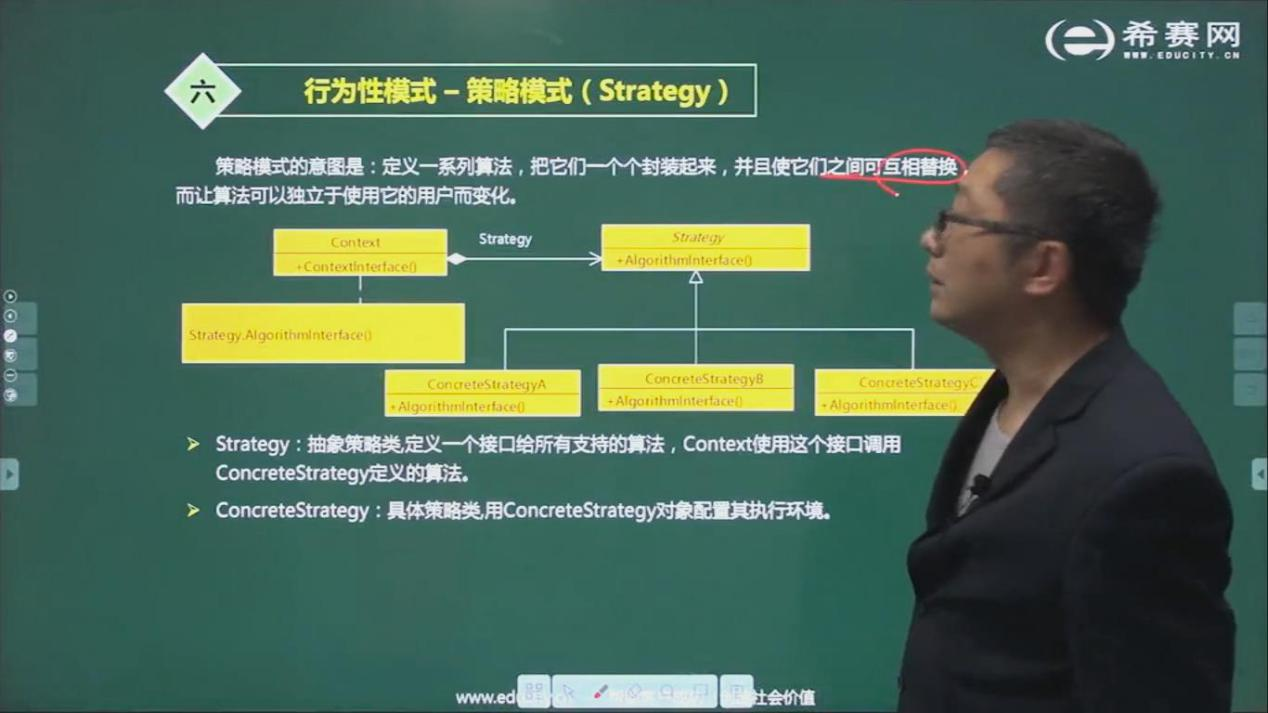 希赛网
WWW.EDUCITY.CN
六
行为性模式 – 策略模式（Strategy）
策略模式的意图是：定义一系列算法，把它们一个个封装起来，并且使它们之间可互相替换，
而让算法可以独立于使用它的用户而变化。
Context
+ContextInterface()
Strategy
Strategy
+AlgorithmInterface()
Strategy.AlgorithmInterface()
ConcreteStrategyA
+AlgorithmInterface()
ConcreteStrategyB
+AlgorithmInterface()
ConcreteStrategyC
+AlgorithmInterface()
Strategy：抽象策略类,定义一个接口给所有支持的算法，Context使用这个接口调用
ConcreteStrategy定义的算法。
ConcreteStrategy：具体策略类,用ConcreteStrategy对象配置其执行环境。
社会价值